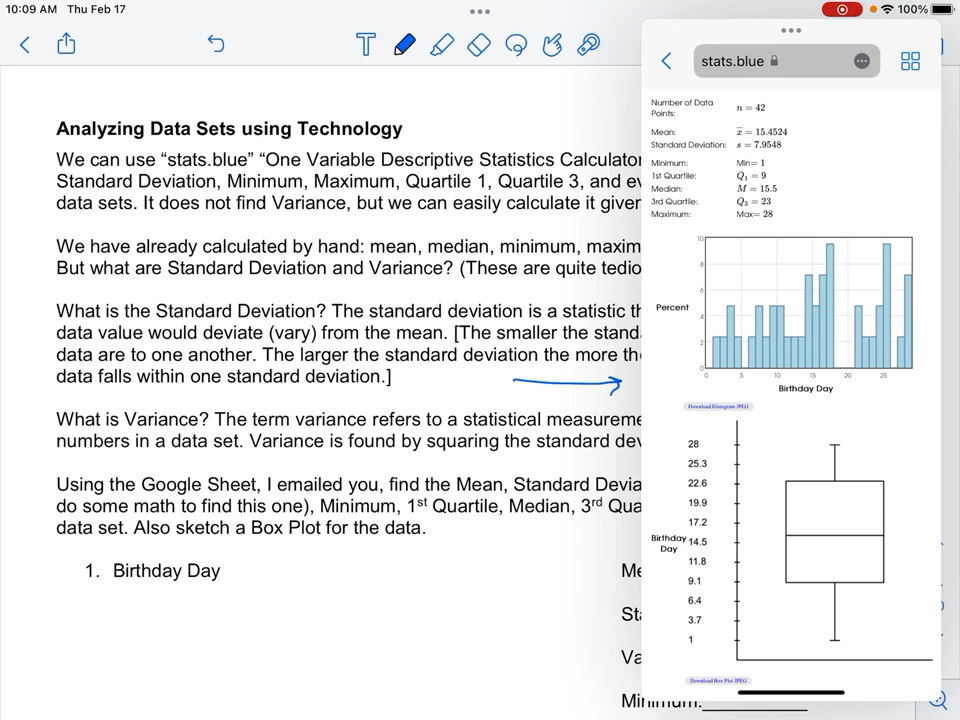 10:09 AM Thu Feb 17
100%
T
Analyzing Data Sets using Technology
We can use “stats.blue” “One Variable Descriptive Statistics Calculator
Standard Deviation, Minimum, Maximum, Quartile 1, Quartile 3, and ev
data sets. It does not find Variance, but we can easily calculate it given
We have already calculated by hand: mean, median, minimum, maxim
But what are Standard Deviation and Variance? (These are quite tedio
What is the Standard Deviation? The standard deviation is a statistic th
data value would deviate (vary) from the mean. [The smaller the stand
data are to one another. The larger the standard deviation the more the
data falls within one standard deviation.]
What is Variance? The term variance refers to a statistical measureme
numbers in a data set. Variance is found by squaring the standard dev
Using the Google Sheet, I emailed you, find the Mean, Standard Devia
do some math to find this one), Minimum, 1st Quartile, Median, 3rd Qua
data set. Also sketch a Box Plot for the data.
1. Birthday Day
Me
Sta
Va
Minimum:
stats.blue
Number of Data Points: n = 42
Mean: x̅ = 15.4524
Standard Deviation: s = 7.9548
Minimum: Min= 1
1st Quartile: Q1 = 9
Median: M = 15.5
3rd Quartile: Q3 = 23
Maximum: Max= 28
10
8
6
Percent
4
2
0
0 5 10 15 20 25
Birthday Day
Download Histogram JPEG
28
25.3
22.6
19.9
17.2
Birthday Day
14.5
11.8
9.1
6.4
3.7
1
Download Box Plot JPEG